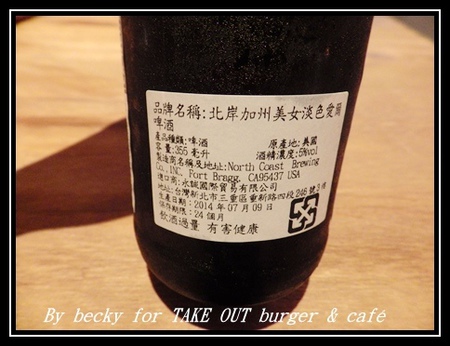 品牌名稱:北岸加州美女淡色愛爾
啤酒
產品種類:啤酒 原產地:美國
容量:355 毫升 酒精濃度:5%vol
製造商名稱及地址:North Coast Brewing
Co., INC. Fort Bragg, CA95437 USA
進口商:永靝國際貿易有限公司
地址:台灣新北市三重區重新路四段246號3樓
生產日期:2014 年 07 月 09 日
保存期限:24 個月
飲酒過量 有害健康
By becky for TAKE OUT burger & café